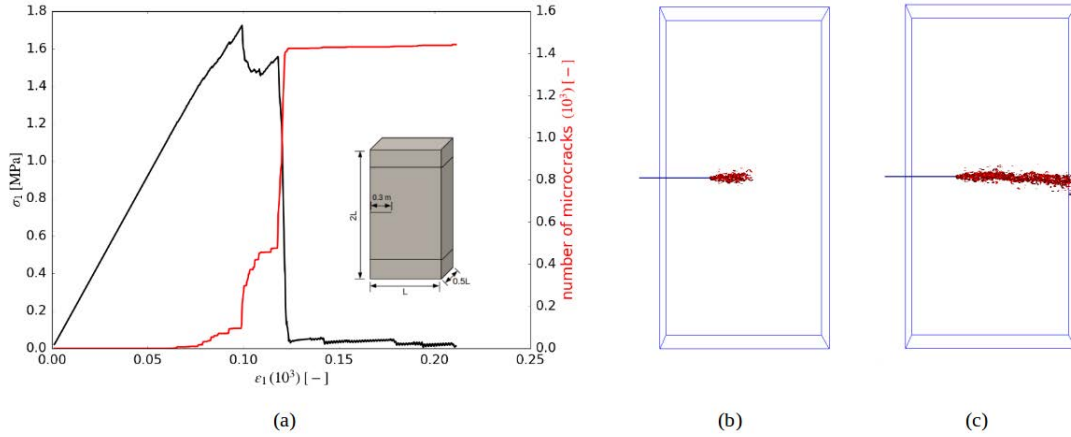 1.8
1.6
1.4
1.2
1.0
0.8
0.6
0.4
0.2
0.0
σ₁ [MPa]
0.00
0.05
0.10
0.15
0.20
0.25
ε₁ (10³) [−]
1.6
1.4
1.2
1.0
0.8
0.6
0.4
0.2
0.0
number of microcracks (10³) [−]
2L
0.3 m
L
0.5L
(a)
(b)
(c)